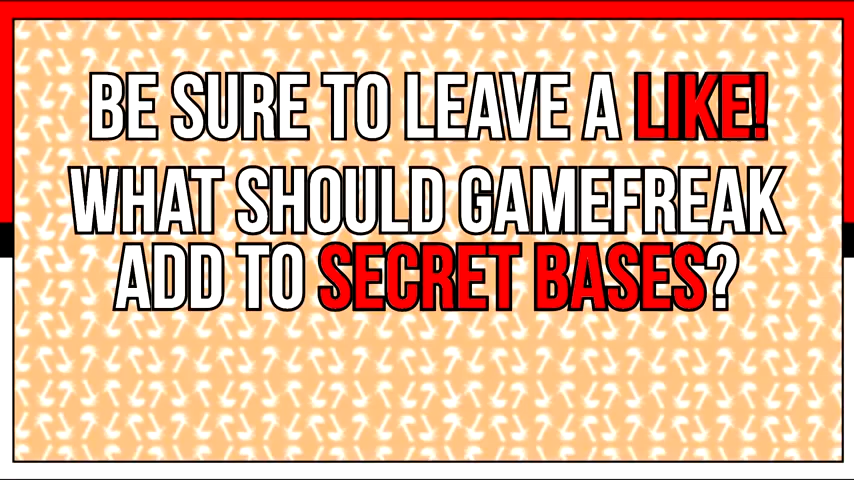 BE SURE TO LEAVE A LIKE!
WHAT SHOULD GAMEFREAK
ADD TO SECRET BASES?